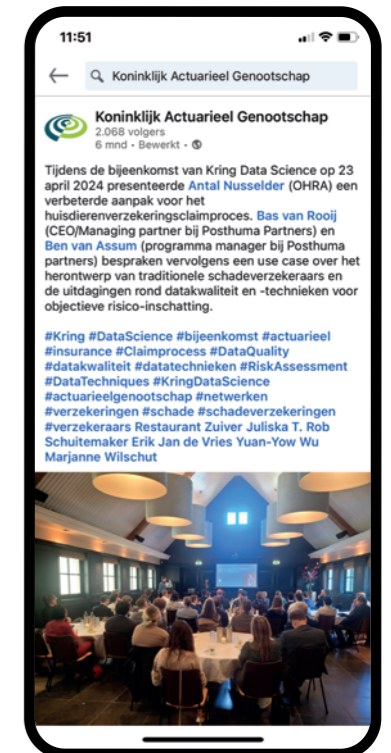 11:51
Koninklijk Actuarieel Genootschap
Koninklijk Actuarieel Genootschap
2.068 volgers
6 mnd • Bewerkt •
Tijdens de bijeenkomst van Kring Data Science op 23
april 2024 presenteerde Antal Nusselder (OHRA) een
verbeterde aanpak voor het
huisdierenverzekeringsclaimproces. Bas van Rooij
(CEO/Managing partner bij Posthuma Partners) en
Ben van Assum (programma manager bij Posthuma
partners) bespraken vervolgens een use case over het
herontwerp van traditionele schadeverzekeraars en
de uitdagingen rond datakwaliteit en -technieken voor
objectieve risico-inschatting.
#Kring #DataScience #bijeenkomst #actuarieel
#insurance #Claimprocess #DataQuality
#datakwaliteit #datatechnieken #RiskAssessment
#DataTechniques #KringDataScience
#actuarieelgenootschap #netwerken
#verzekeringen #schade #schadeverzekeringen
#verzekeraars Restaurant Zuiver Juliska T. Rob
Schuitemaker Erik Jan de Vries Yuan-Yow Wu
Marjanne Wilschut